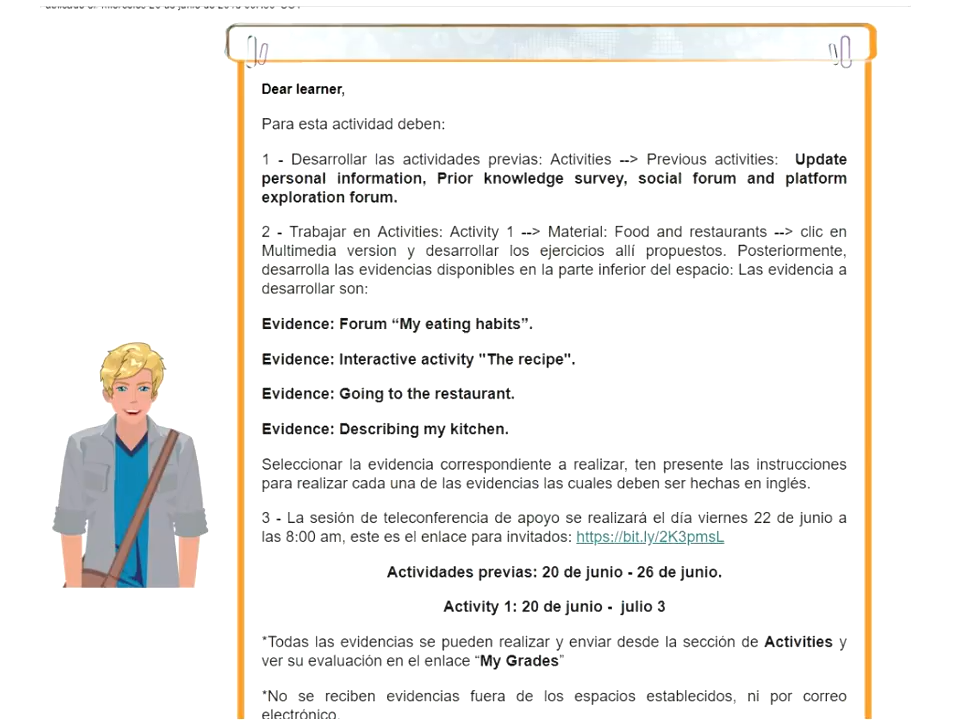 Dear learner,
Para esta actividad deben:
1 - Desarrollar las actividades previas: Activities --> Previous activities: Update
personal information, Prior knowledge survey, social forum and platform
exploration forum.
2 - Trabajar en Activities: Activity 1 --> Material: Food and restaurants --> clic en
Multimedia version y desarrollar los ejercicios allí propuestos. Posteriormente,
desarrolla las evidencias disponibles en la parte inferior del espacio: Las evidencia a
desarrollar son:
Evidence: Forum “My eating habits”.
Evidence: Interactive activity "The recipe".
Evidence: Going to the restaurant.
Evidence: Describing my kitchen.
Seleccionar la evidencia correspondiente a realizar, ten presente las instrucciones
para realizar cada una de las evidencias las cuales deben ser hechas en inglés.
3 - La sesión de teleconferencia de apoyo se realizará el día viernes 22 de junio a
las 8:00 am, este es el enlace para invitados: https://bit.ly/2K3pmsL
Actividades previas: 20 de junio - 26 de junio.
Activity 1: 20 de junio - julio 3
*Todas las evidencias se pueden realizar y enviar desde la sección de Activities y
ver su evaluación en el enlace “My Grades”
*No se reciben evidencias fuera de los espacios establecidos, ni por correo
electrónico.